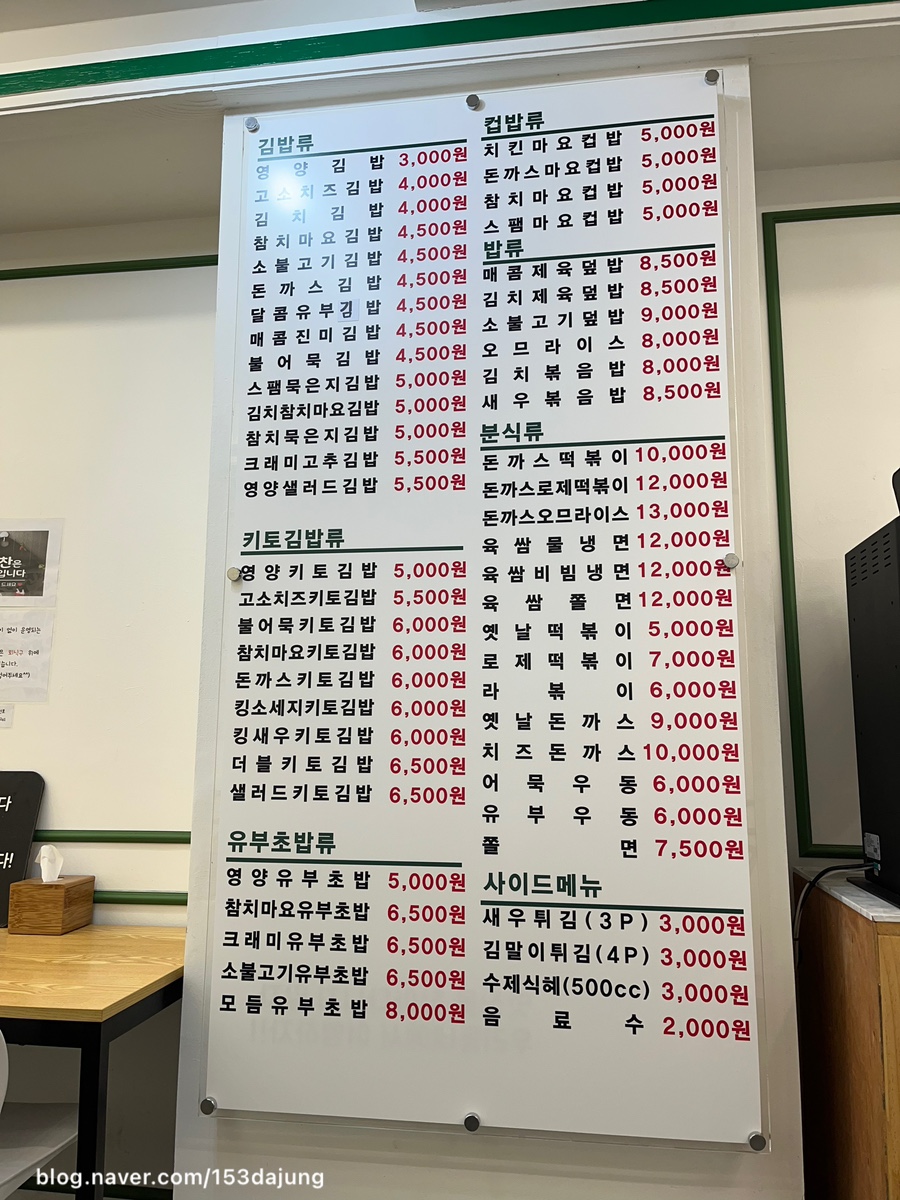 김밥류
영양김밥 3,000원
고소치즈김밥 4,000원
김치김밥 4,000원
참치마요김밥 4,500원
소불고기김밥 4,500원
돈까스김밥 4,500원
달콤유부김밥 4,500원
매콤진미김밥 4,500원
불어묵김밥 4,500원
스팸묵은지김밥 5,000원
김치참치마요김밥 5,000원
참치묵은지김밥 5,000원
크래미고추김밥 5,500원
영양샐러드김밥 5,500원
키토김밥류
영양키토김밥 5,000원
고소치즈키토김밥 5,500원
불어묵키토김밥 6,000원
참치마요키토김밥 6,000원
돈까스키토김밥 6,000원
킹소세지키토김밥 6,000원
킹새우키토김밥 6,000원
더블키토김밥 6,500원
샐러드키토김밥 6,500원
유부초밥류
영양유부초밥 5,000원
참치마요유부초밥 6,500원
크래미유부초밥 6,500원
소불고기유부초밥 6,500원
모듬유부초밥 8,000원
컵밥류
치킨마요컵밥 5,000원
돈까스마요컵밥 5,000원
참치마요컵밥 5,000원
스팸마요컵밥 5,000원
밥류
매콤제육덮밥 8,500원
김치제육덮밥 8,500원
소불고기덮밥 9,000원
오므라이스 8,000원
김치볶음밥 8,000원
새우볶음밥 8,500원
분식류
돈까스떡볶이 10,000원
돈까스로제떡볶이 12,000원
돈까스오므라이스 13,000원
육쌈물냉면 12,000원
육쌈비빔냉면 12,000원
육쌈쫄면 12,000원
옛날떡볶이 5,000원
로제떡볶이 7,000원
라볶이 6,000원
옛날돈까스 9,000원
치즈돈까스 10,000원
어묵우동 6,000원
유부우동 6,000원
쫄면 7,500원
사이드메뉴
새우튀김(3P) 3,000원
김말이튀김(4P) 3,000원
수제식혜(500cc) 3,000원
음료수 2,000원
찬은
입니다
다
다!
blog.naver.com/153dajung